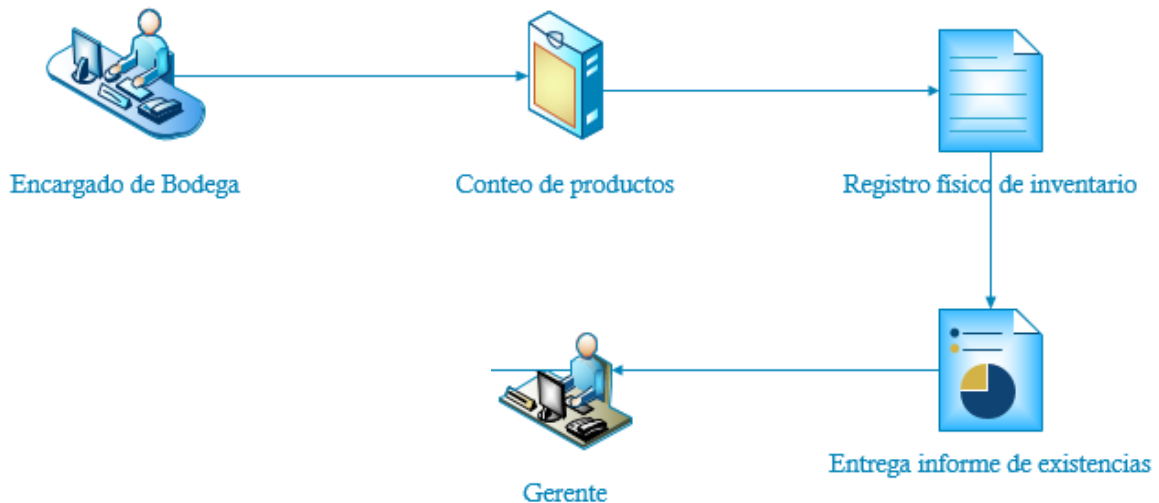 Encargado de Bodega
Conteo de productos
Registro físico de inventario
Entrega informe de existencias
Gerente